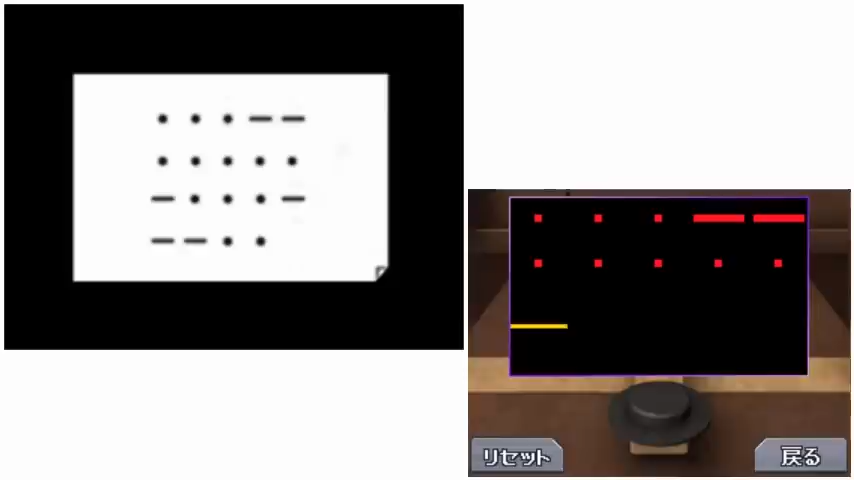 • • • — —
• • • • •
— • • • —
— — • •
• • • — —
• • • • •
—
リセット
戻る